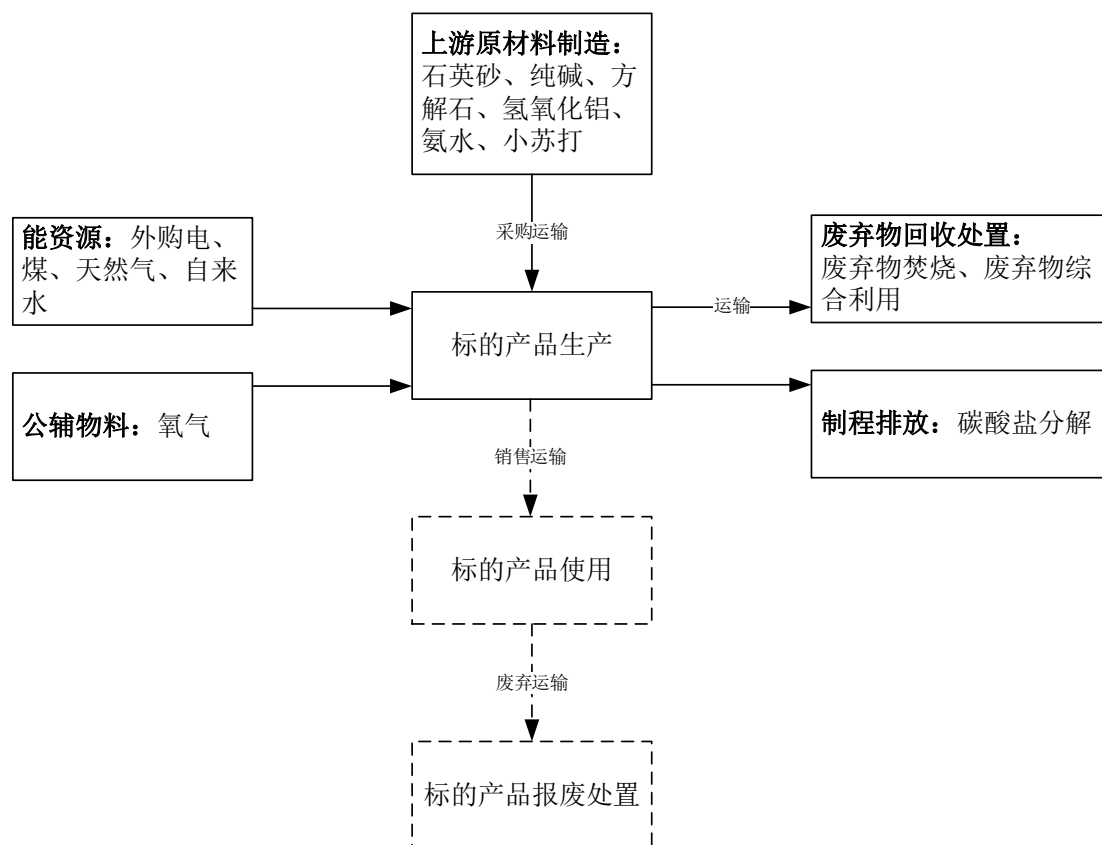 上游原材料制造：
石英砂、纯碱、方
解石、氢氧化铝、
氨水、小苏打
采购运输
能资源：外购电、
煤、天然气、自来
水
废弃物回收处置：
废弃物焚烧、废弃物综
合利用
运输
标的产品生产
公辅物料：氧气
制程排放：碳酸盐分解
销售运输
标的产品使用
废弃运输
标的产品报废处置